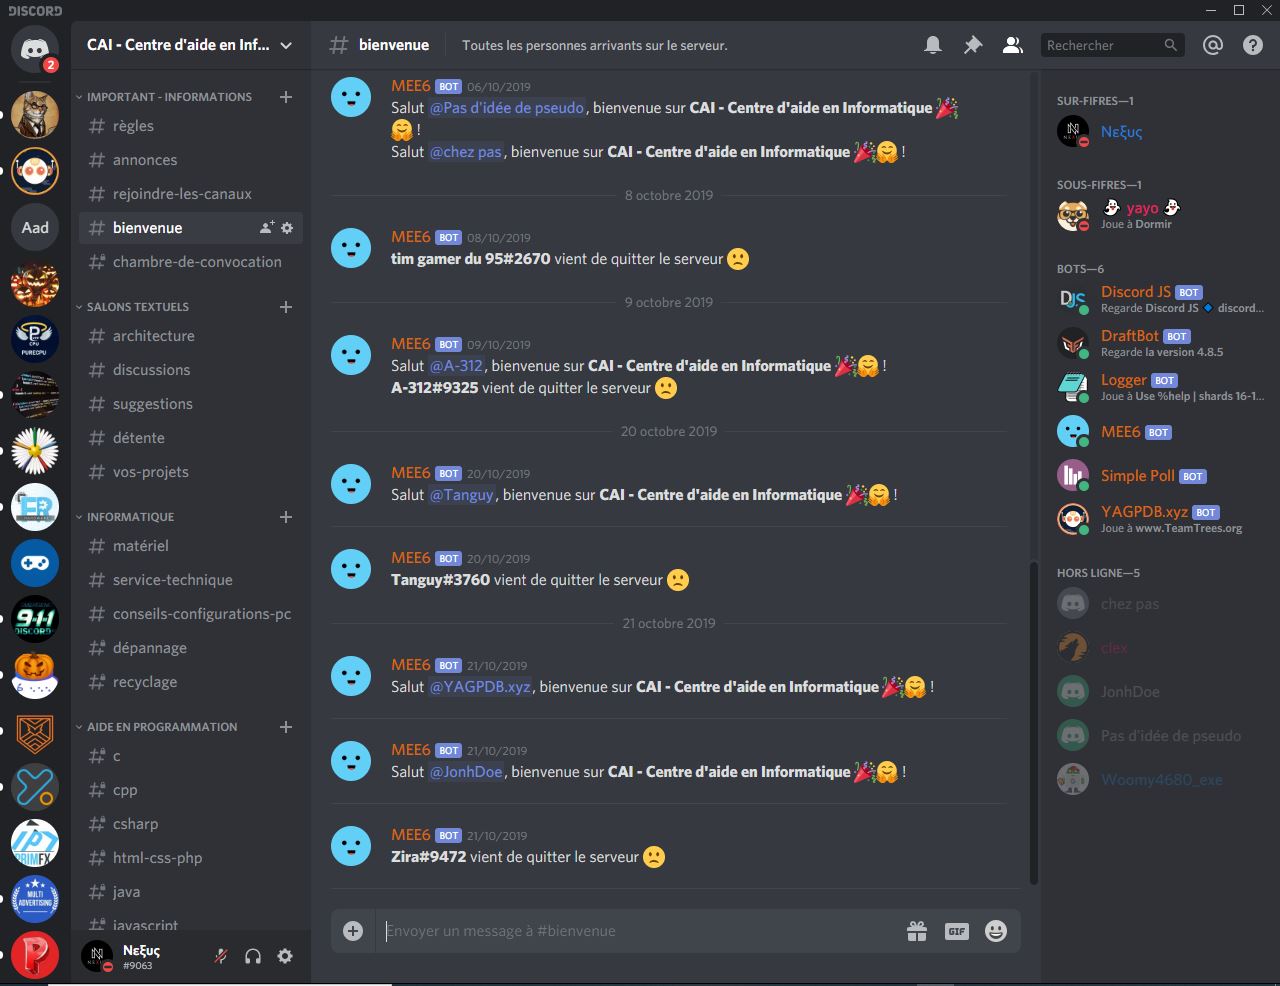 DISCORD
2
Aad
P
CPU
PURECPU
9-1-1
DISCORD
PRIMFX
MULTI
ADVERTISING
CAI - Centre d'aide en Inf...
IMPORTANT - INFORMATIONS
règles
annonces
rejoindre-les-canaux
bienvenue
chambre-de-convocation
SALONS TEXTUELS
architecture
discussions
suggestions
détente
vos-projets
INFORMATIQUE
matériel
service-technique
conseils-configurations-pc
dépannage
recyclage
AIDE EN PROGRAMMATION
c
cpp
csharp
html-css-php
java
javascript
Nεξυς
#9063
# bienvenue
Toutes les personnes arrivants sur le serveur.
Rechercher
MEE6 BOT 06/10/2019
Salut @Pas d'idée de pseudo, bienvenue sur CAI - Centre d'aide en Informatique 🎉
🤗 !
Salut @chez pas, bienvenue sur CAI - Centre d'aide en Informatique 🎉🤗 !
8 octobre 2019
MEE6 BOT 08/10/2019
tim gamer du 95#2670 vient de quitter le serveur 🙁
9 octobre 2019
MEE6 BOT 09/10/2019
Salut @A-312, bienvenue sur CAI - Centre d'aide en Informatique 🎉🤗 !
A-312#9325 vient de quitter le serveur 🙁
20 octobre 2019
MEE6 BOT 20/10/2019
Salut @Tanguy, bienvenue sur CAI - Centre d'aide en Informatique 🎉🤗 !
MEE6 BOT 20/10/2019
Tanguy#3760 vient de quitter le serveur 🙁
21 octobre 2019
MEE6 BOT 21/10/2019
Salut @YAGPDB.xyz, bienvenue sur CAI - Centre d'aide en Informatique 🎉🤗 !
MEE6 BOT 21/10/2019
Salut @JonhDoe, bienvenue sur CAI - Centre d'aide en Informatique 🎉🤗 !
MEE6 BOT 21/10/2019
Zira#9472 vient de quitter le serveur 🙁
Envoyer un message à #bienvenue
GIF
SUR-FIFRES—1
Nεξυς
SOUS-FIFRES—1
👻 yayo 👻
Joue à Dormir
BOTS—6
DJS
Discord JS BOT
Regarde Discord JS 🔹 discord...
DraftBot BOT
Regarde la version 4.8.5
Logger BOT
Joue à Use %help | shards 16-1...
MEE6 BOT
Simple Poll BOT
YAGPDB.xyz BOT
Joue à www.TeamTrees.org
HORS LIGNE—5
chez pas
clex
JonhDoe
Pas d'idée de pseudo
Woomy4680_exe